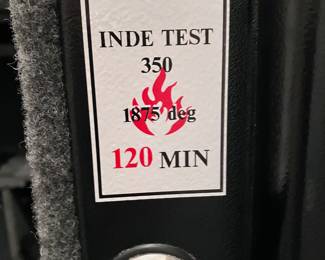 INDE TEST
350
1875 deg
120 MIN